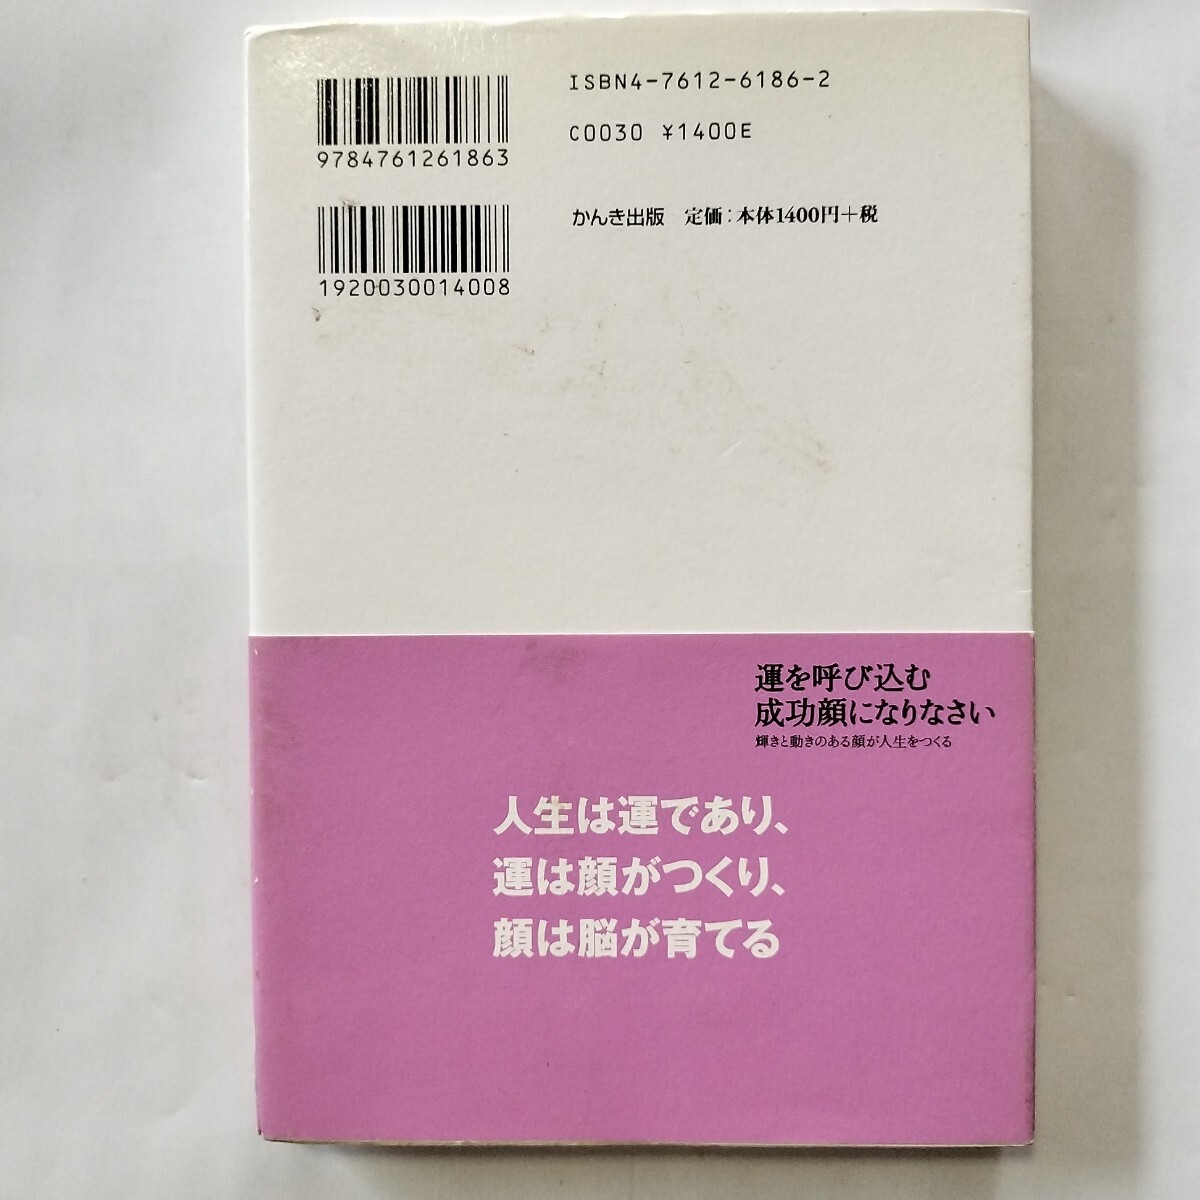 ISBN4-7612-6186-2
9784761261863
C0030 ¥1400E
かんき出版 定価：本体1400円＋税
1920030014008
運を呼び込む
成功顔になりなさい
輝きと動きのある顔が人生をつくる
人生は運であり、
運は顔がつくり、
顔は脳が育てる